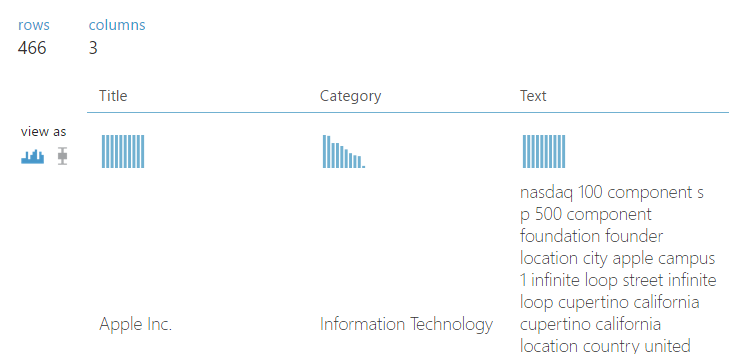 rows columns
466 3
Title Category Text
view as
nasdaq 100 component s
p 500 component
foundation founder
location city apple campus
1 infinite loop street infinite
loop cupertino california
Apple Inc. Information Technology cupertino california
location country united